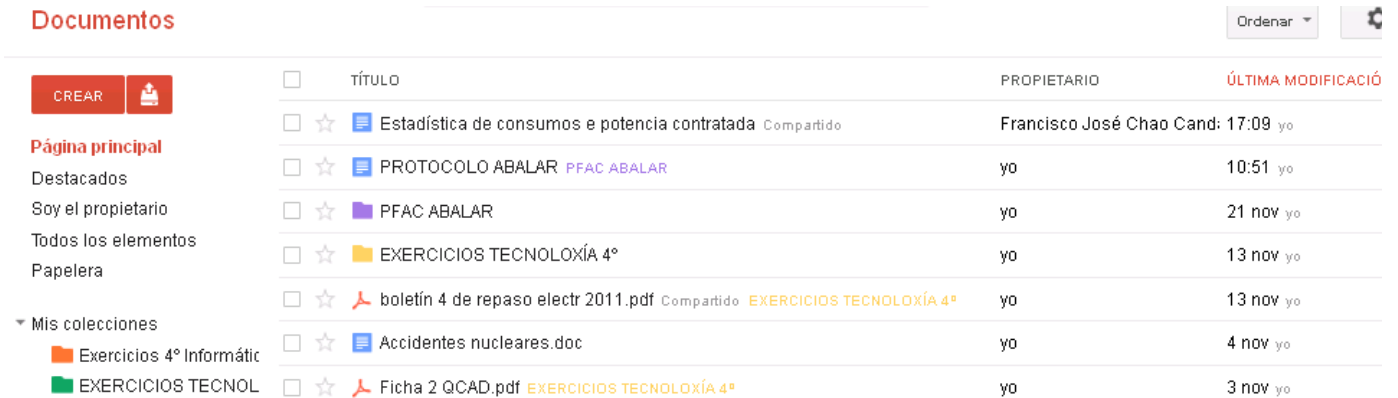 Documentos
Ordenar
CREAR
Página principal
Destacados
Soy el propietario
Todos los elementos
Papelera
Mis colecciones
Exercicios 4º Informátic
EXERCICIOS TECNOL
TÍTULO PROPIETARIO ÚLTIMA MODIFICACIÓ
Estadística de consumos e potencia contratada Compartido Francisco José Chao Cand 17:09 yo
PROTOCOLO ABALAR PFAC ABALAR yo 10:51 yo
PFAC ABALAR yo 21 nov yo
EXERCICIOS TECNOLOXÍA 4º yo 13 nov yo
boletín 4 de repaso electr 2011.pdf Compartido EXERCICIOS TECNOLOXÍA 4º yo 13 nov yo
Accidentes nucleares.doc yo 4 nov yo
Ficha 2 QCAD.pdf EXERCICIOS TECNOLOXÍA 4º yo 3 nov yo